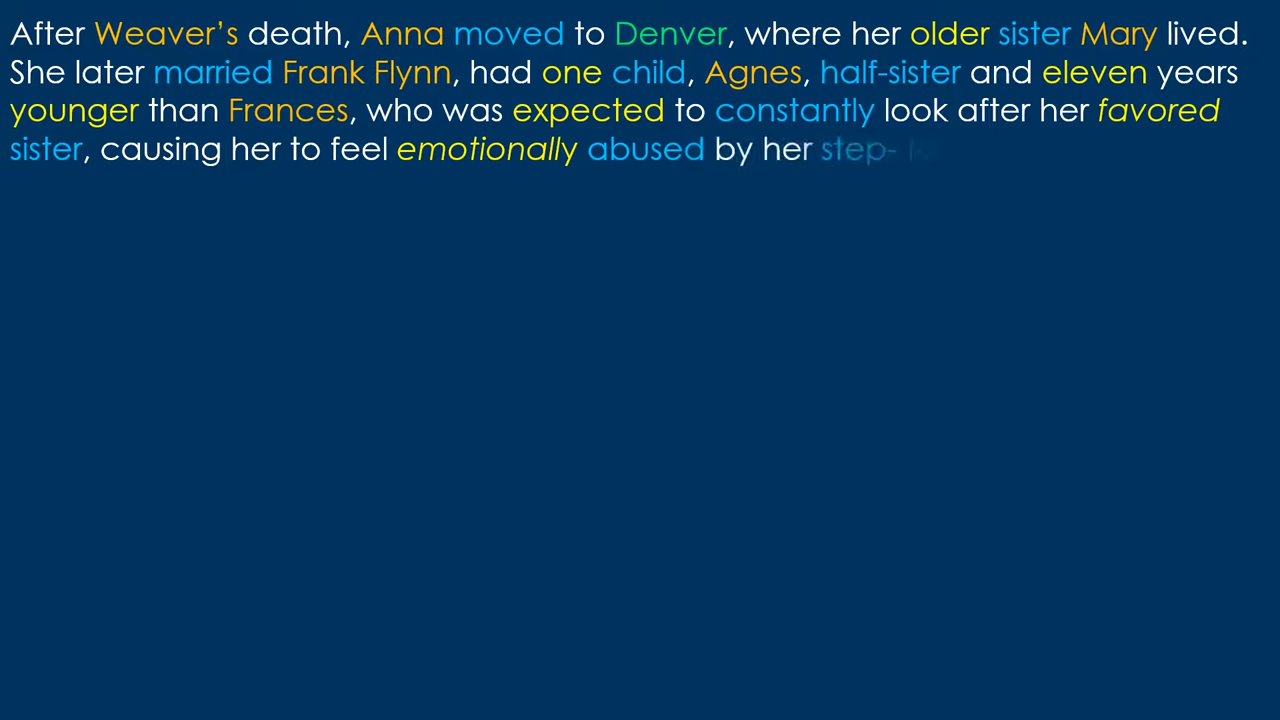 After Weaver’s death, Anna moved to Denver, where her older sister Mary lived.
She later married Frank Flynn, had one child, Agnes, half-sister and eleven years
younger than Frances, who was expected to constantly look after her favored
sister, causing her to feel emotionally abused by her step-